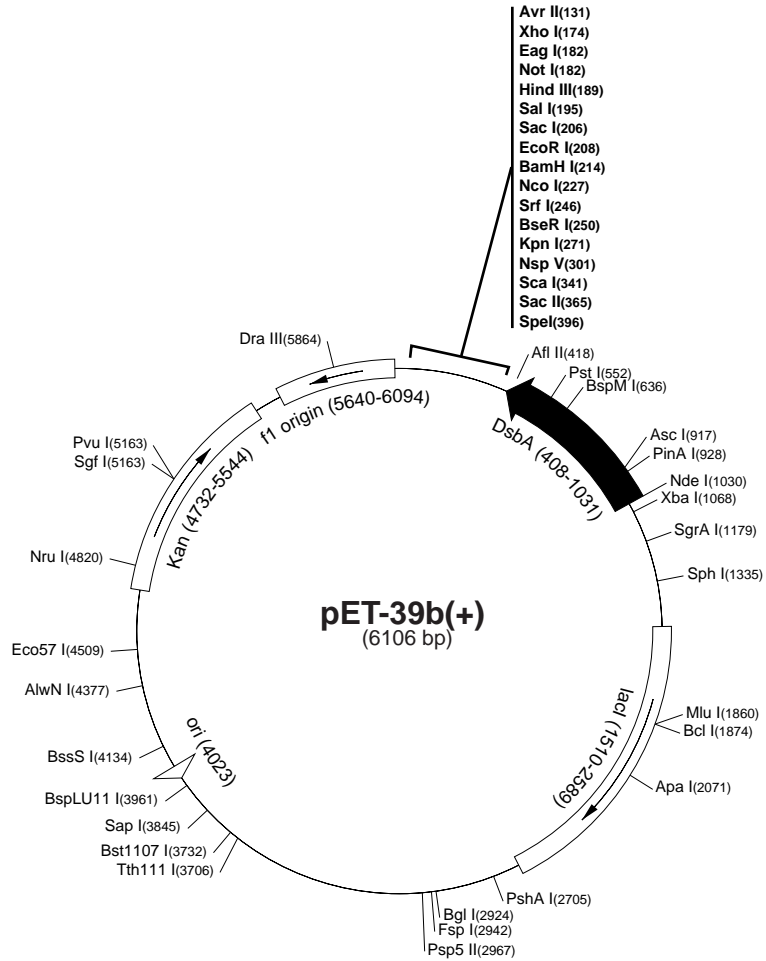 Avr II(131)
Xho I(174)
Eag I(182)
Not I(182)
Hind III(189)
Sal I(195)
Sac I(206)
EcoR I(208)
BamH I(214)
Nco I(227)
Srf I(246)
BseR I(250)
Kpn I(271)
Nsp V(301)
Sca I(341)
Sac II(365)
SpeI(396)
Dra III(5864)
Afl II(418)
Pst I(552)
BspM I(636)
f1 origin (5640-6094)
DsbA (408-1031)
Asc I(917)
PinA I(928)
Pvu I(5163)
Sgf I(5163)
Nde I(1030)
Xba I(1068)
Kan (4732-5544)
SgrA I(1179)
Nru I(4820)
Sph I(1335)
pET-39b(+)
(6106 bp)
Eco57 I(4509)
AlwN I(4377)
lacI (1510-2589)
Mlu I(1860)
Bcl I(1874)
ori (4023)
BssS I(4134)
Apa I(2071)
BspLU11 I(3961)
Sap I(3845)
Bst1107 I(3732)
Tth111 I(3706)
PshA I(2705)
Bgl I(2924)
Fsp I(2942)
Psp5 II(2967)